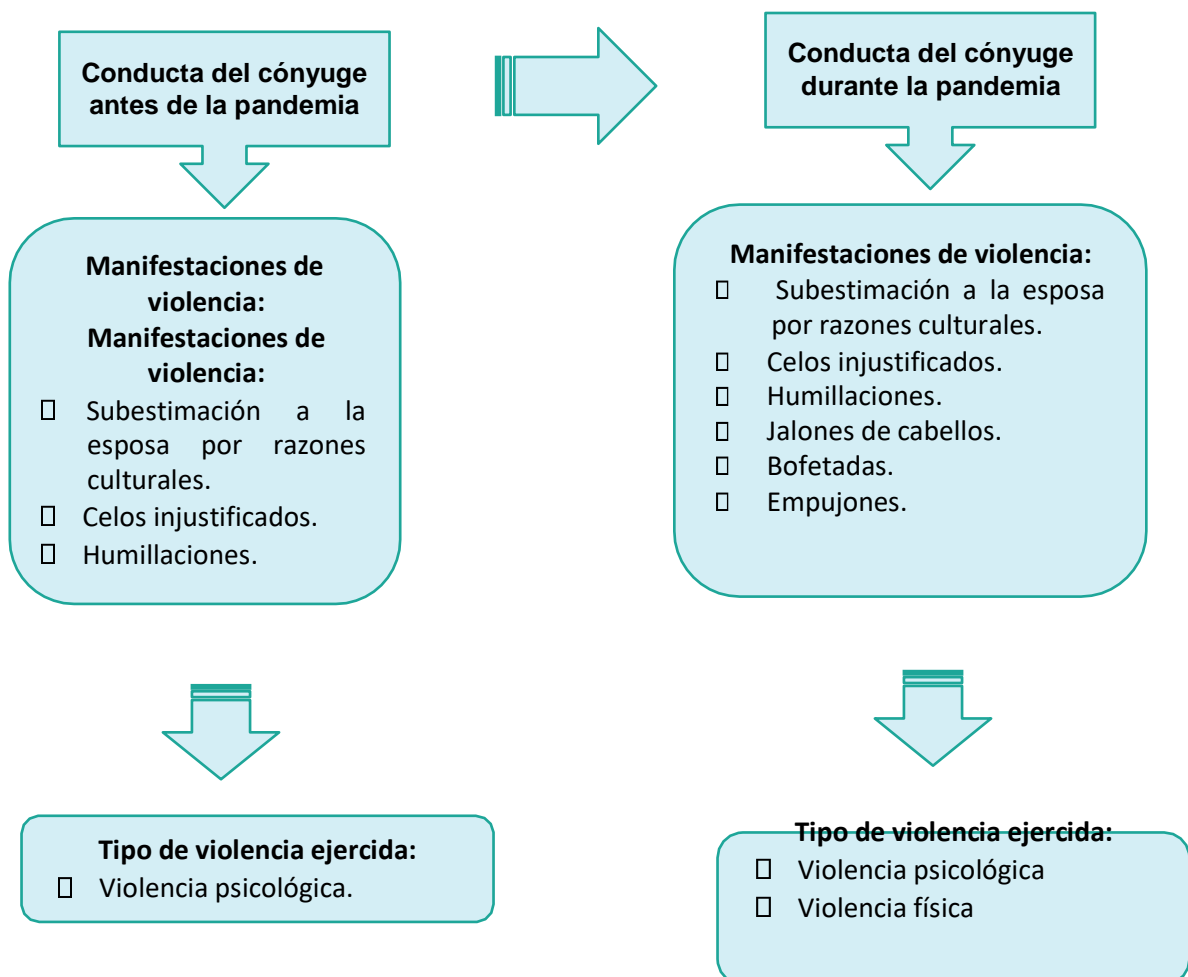 Conducta del cónyuge
antes de la pandemia
Conducta del cónyuge
durante la pandemia
Manifestaciones de
violencia:
Manifestaciones de
violencia:
Subestimación a la
esposa por razones
culturales.
Celos injustificados.
Humillaciones.
Manifestaciones de violencia:
Subestimación a la esposa
por razones culturales.
Celos injustificados.
Humillaciones.
Jalones de cabellos.
Bofetadas.
Empujones.
Tipo de violencia ejercida:
Violencia psicológica.
Tipo de violencia ejercida:
Violencia psicológica
Violencia física